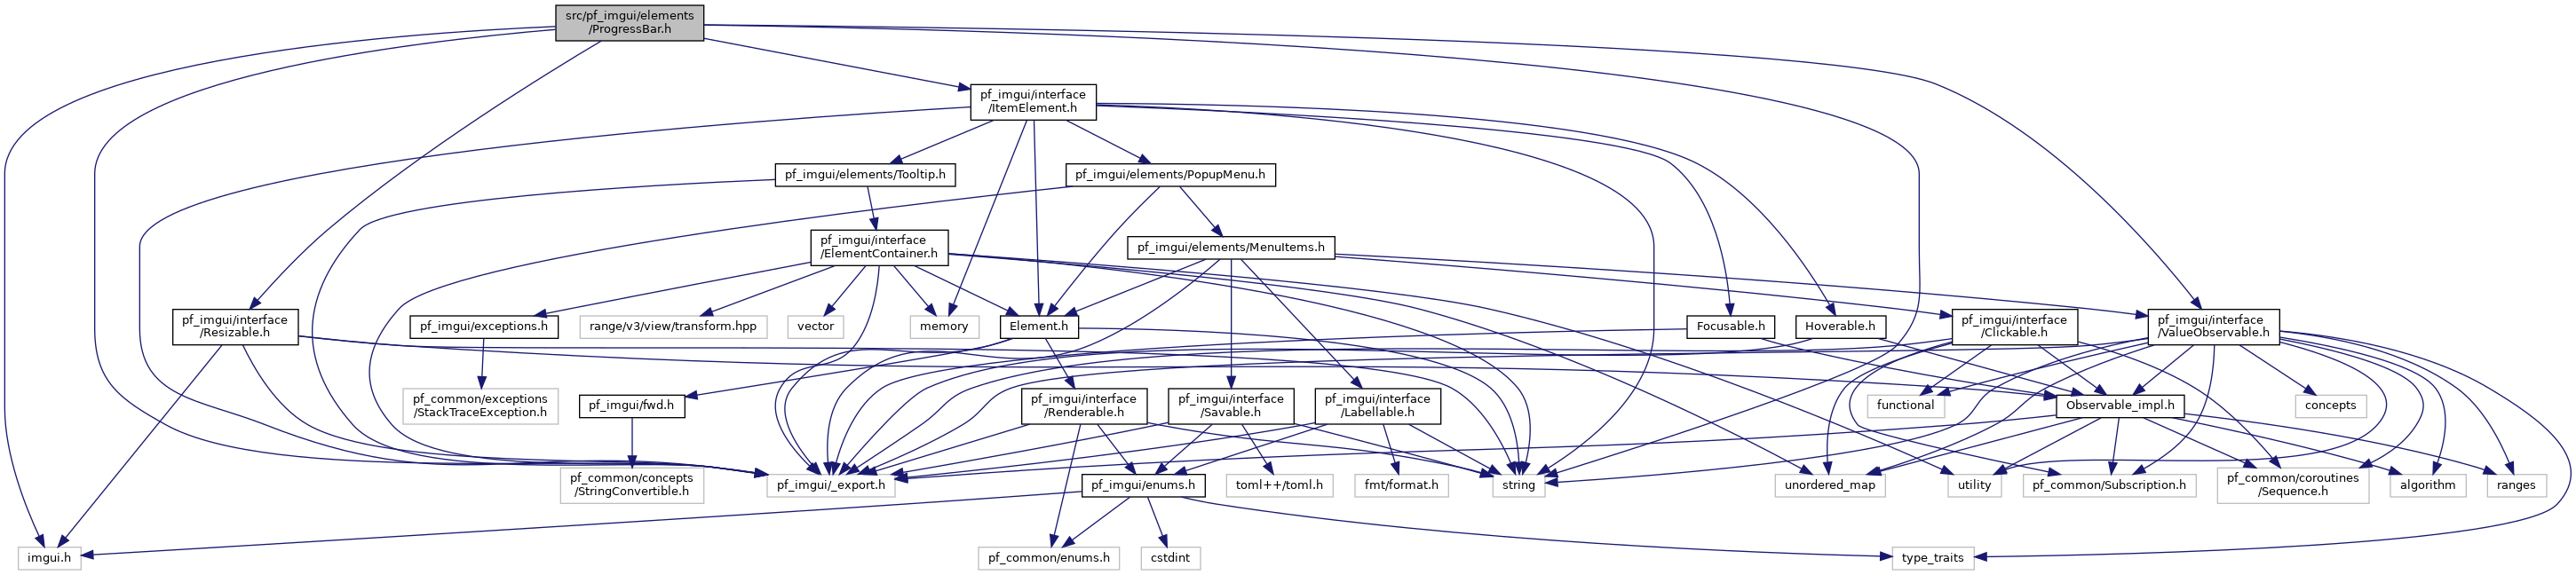 src/pf_imgui/elements
/ProgressBar.h
pf_imgui/interface
/ItemElement.h
pf_imgui/elements/Tooltip.h
pf_imgui/elements/PopupMenu.h
pf_imgui/interface
/ElementContainer.h
pf_imgui/elements/MenuItems.h
pf_imgui/interface
/Resizable.h
pf_imgui/exceptions.h
range/v3/view/transform.hpp
vector
memory
Element.h
Focusable.h
Hoverable.h
pf_imgui/interface
/Clickable.h
pf_imgui/interface
/ValueObservable.h
pf_common/exceptions
/StackTraceException.h
pf_imgui/fwd.h
pf_imgui/interface
/Renderable.h
pf_imgui/interface
/Savable.h
pf_imgui/interface
/Labellable.h
functional
Observable_impl.h
concepts
pf_common/concepts
/StringConvertible.h
pf_imgui/_export.h
pf_imgui/enums.h
toml++/toml.h
fmt/format.h
string
unordered_map
utility
pf_common/Subscription.h
pf_common/coroutines
/Sequence.h
algorithm
ranges
imgui.h
pf_common/enums.h
cstdint
type_traits